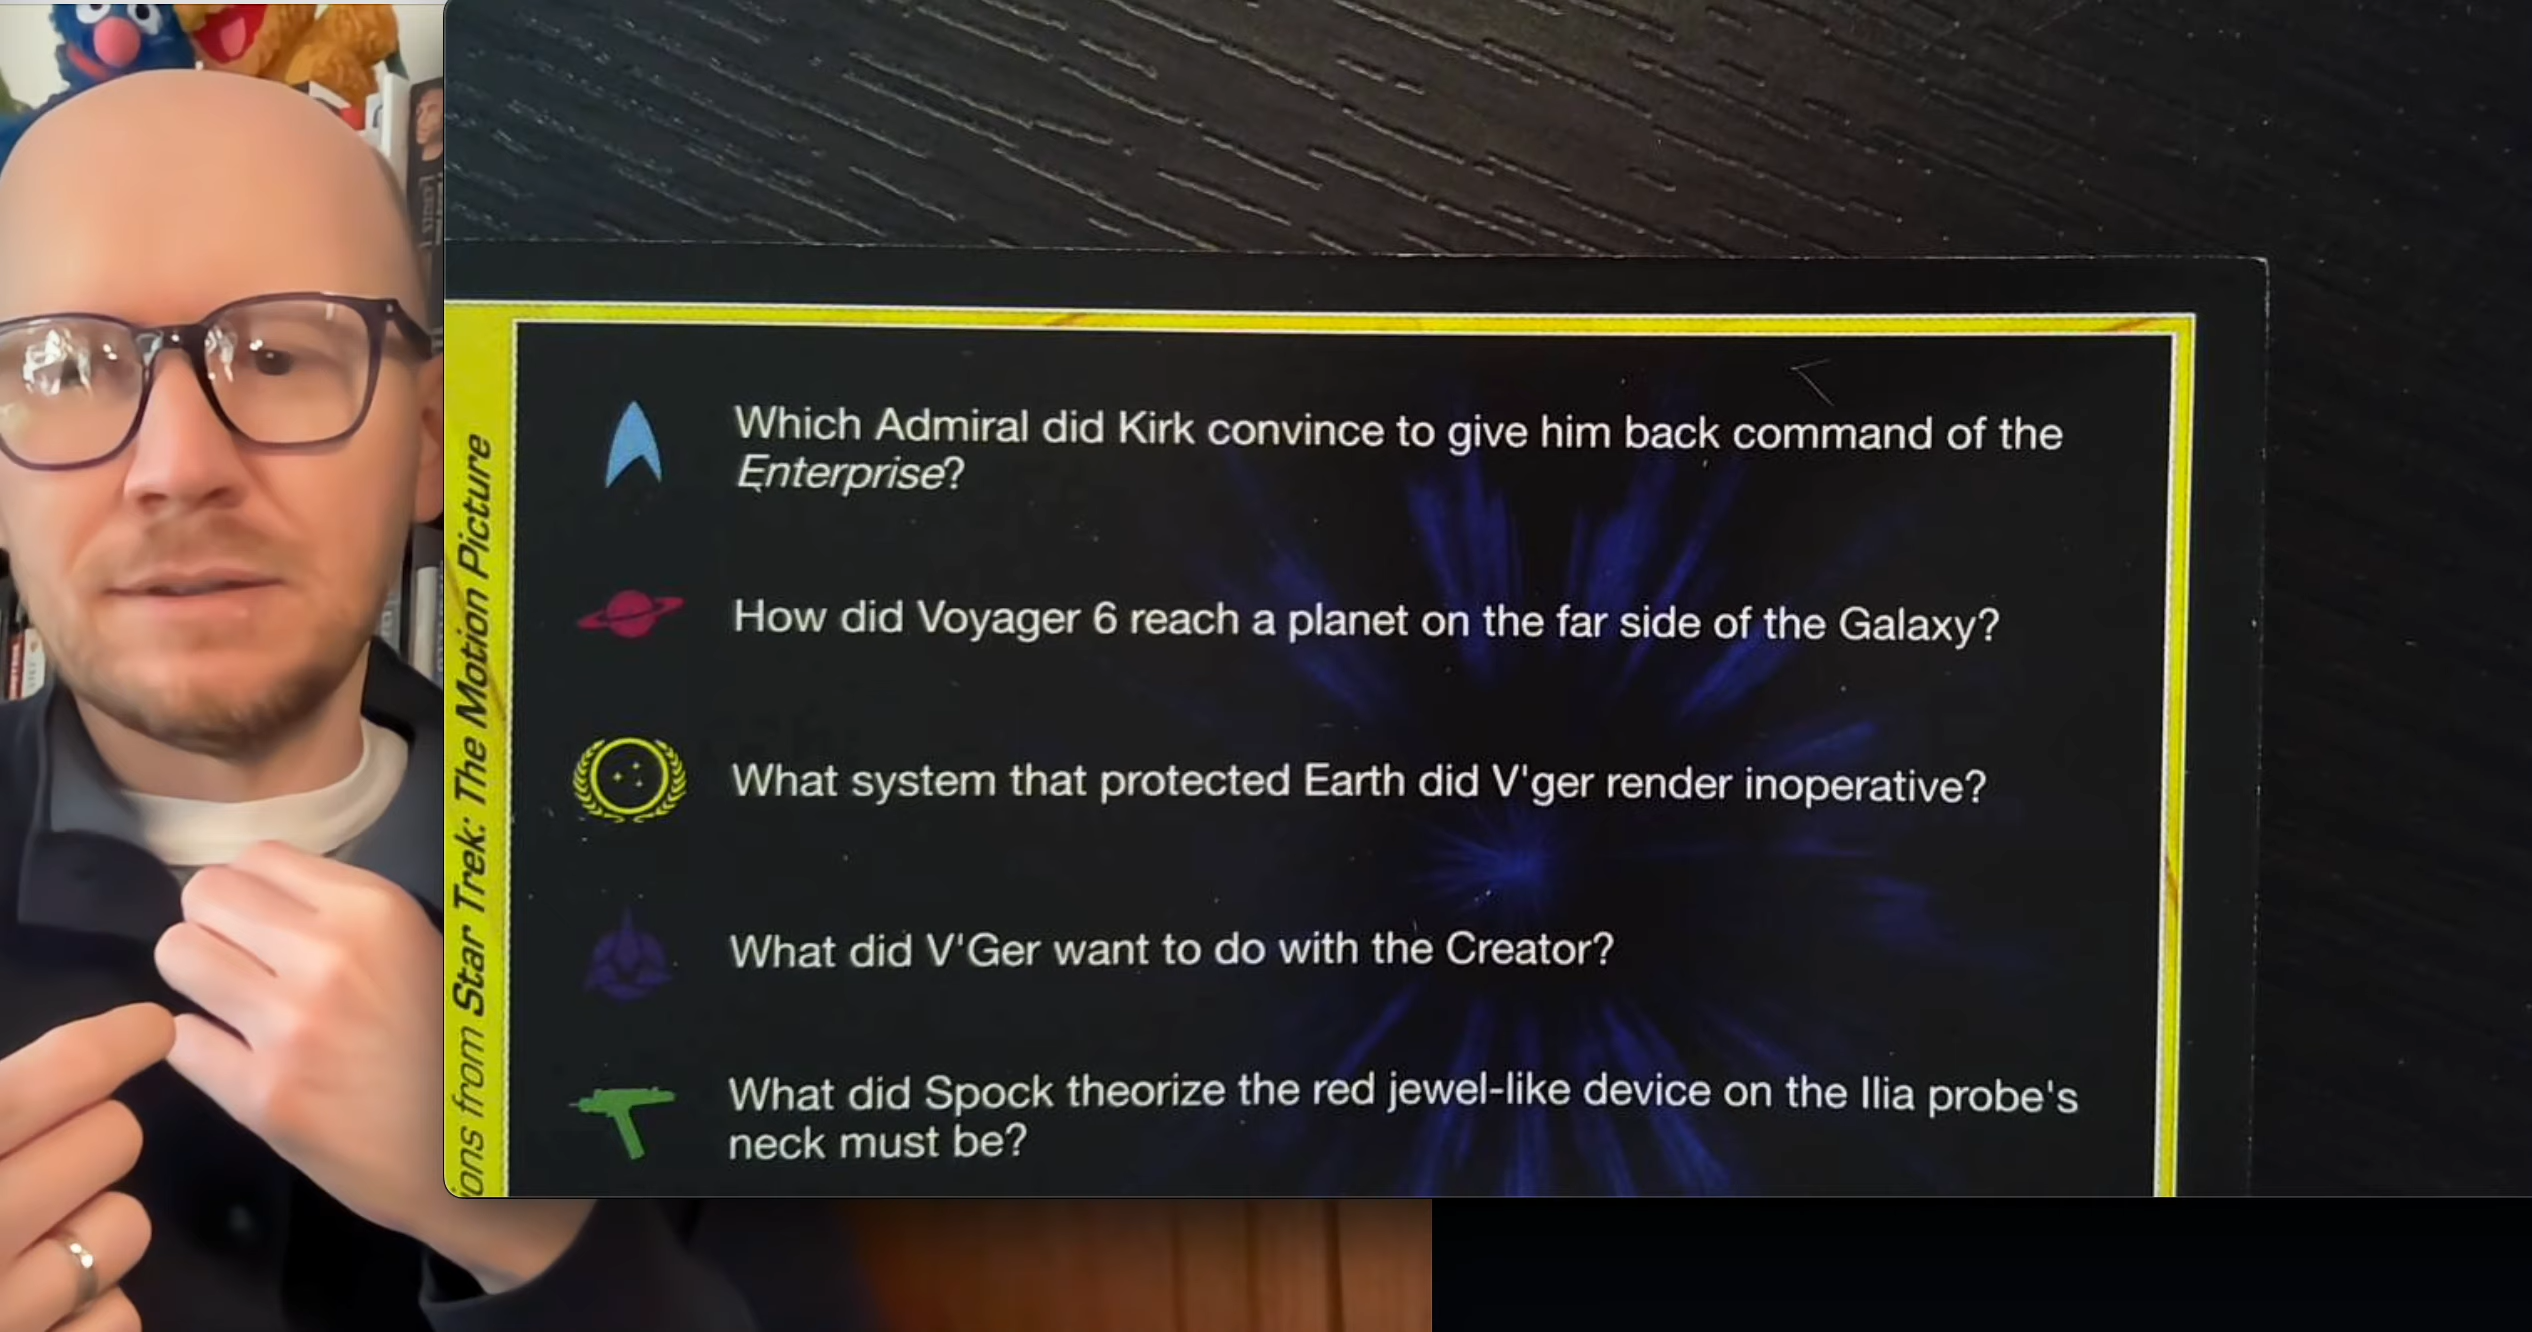 Which Admiral did Kirk convince to give him back command of the
Enterprise?
How did Voyager 6 reach a planet on the far side of the Galaxy?
What system that protected Earth did V'ger render inoperative?
What did V'Ger want to do with the Creator?
What did Spock theorize the red jewel-like device on the Ilia probe's
neck must be?
ons from Star Trek: The Motion Picture